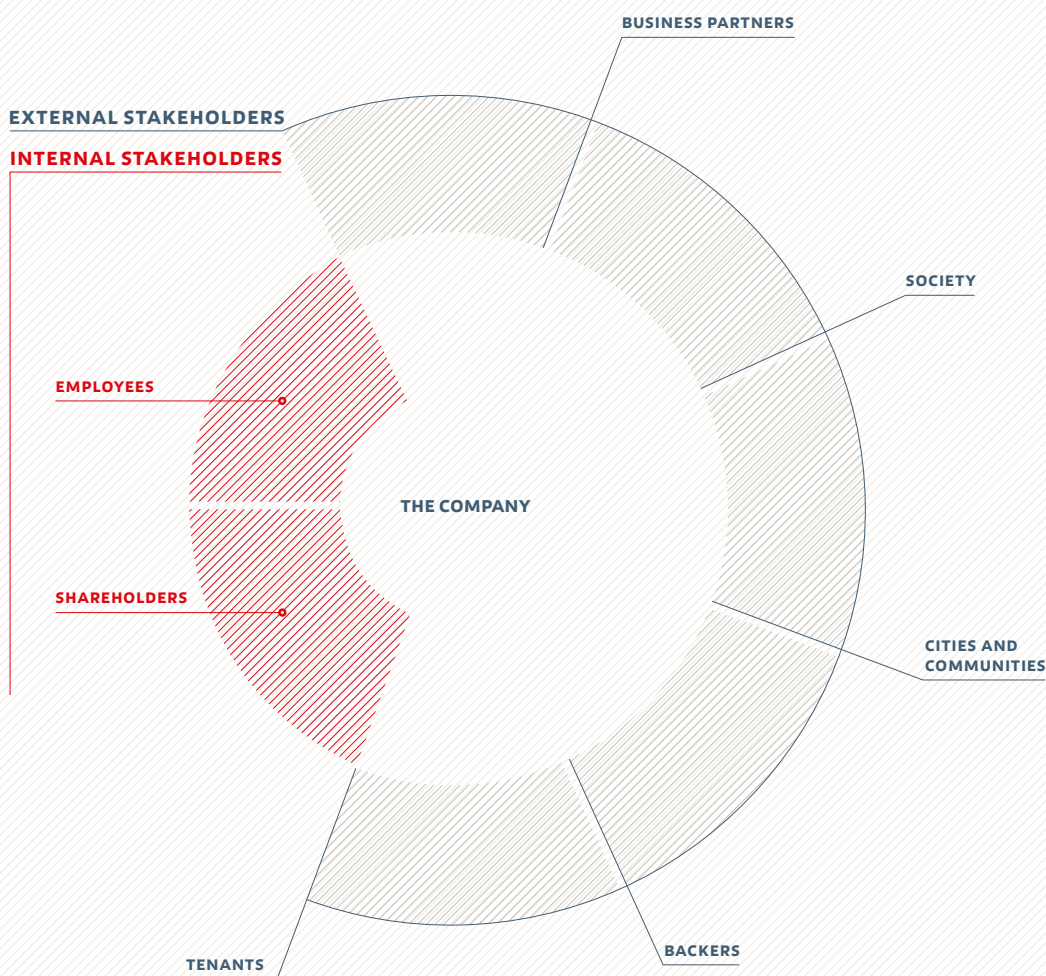 BUSINESS PARTNERS
EXTERNAL STAKEHOLDERS
INTERNAL STAKEHOLDERS
SOCIETY
EMPLOYEES
THE COMPANY
SHAREHOLDERS
CITIES AND
COMMUNITIES
BACKERS
TENANTS